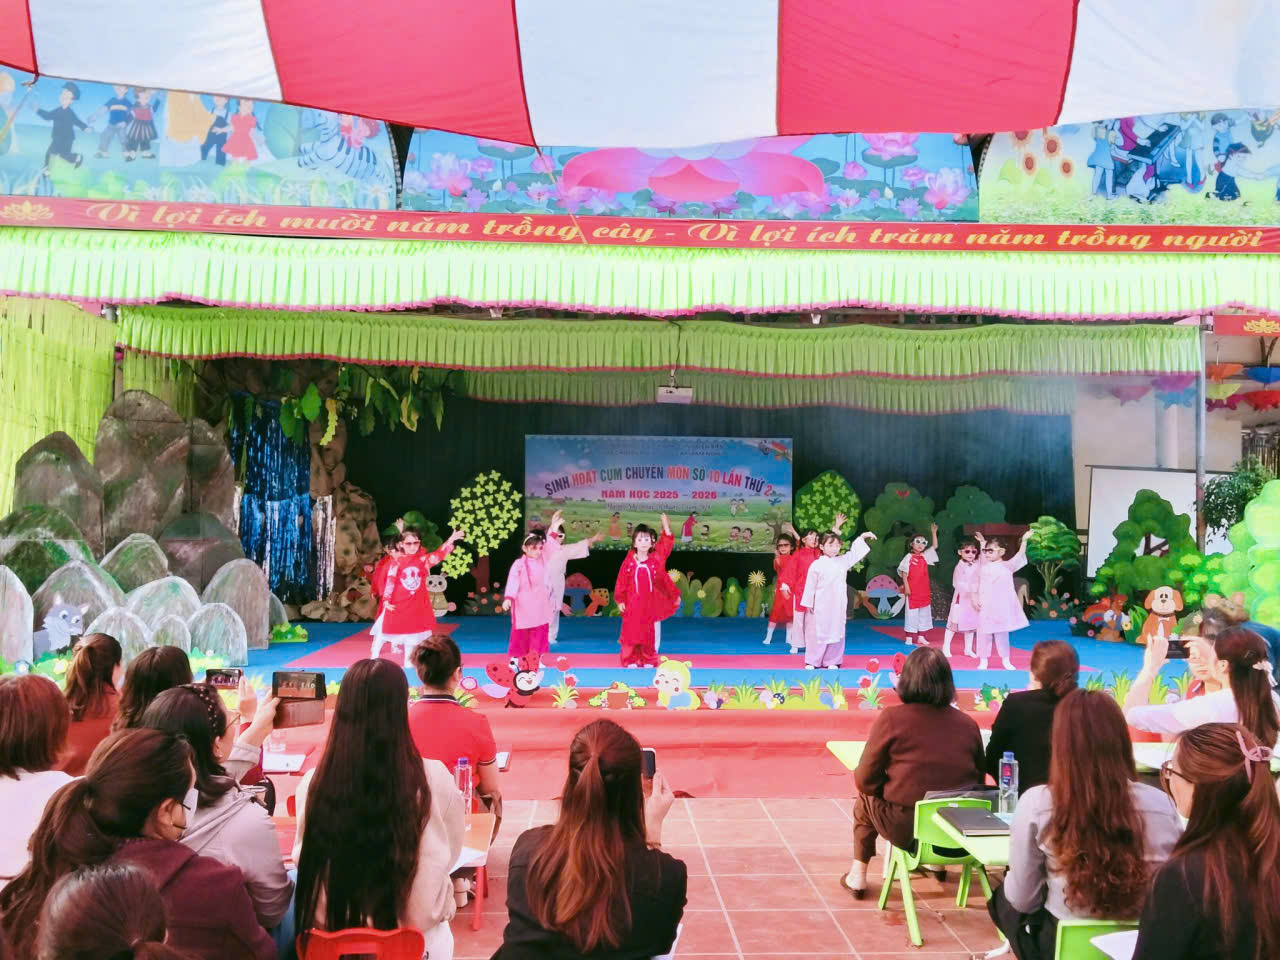 Vì lợi ích mười năm trồng cây - Vì lợi ích trăm năm trồng người
SINH HOẠT CỤM CHUYÊN MÔN SỐ 10 LẦN THỨ 2
NĂM HỌC 2025 - 2026